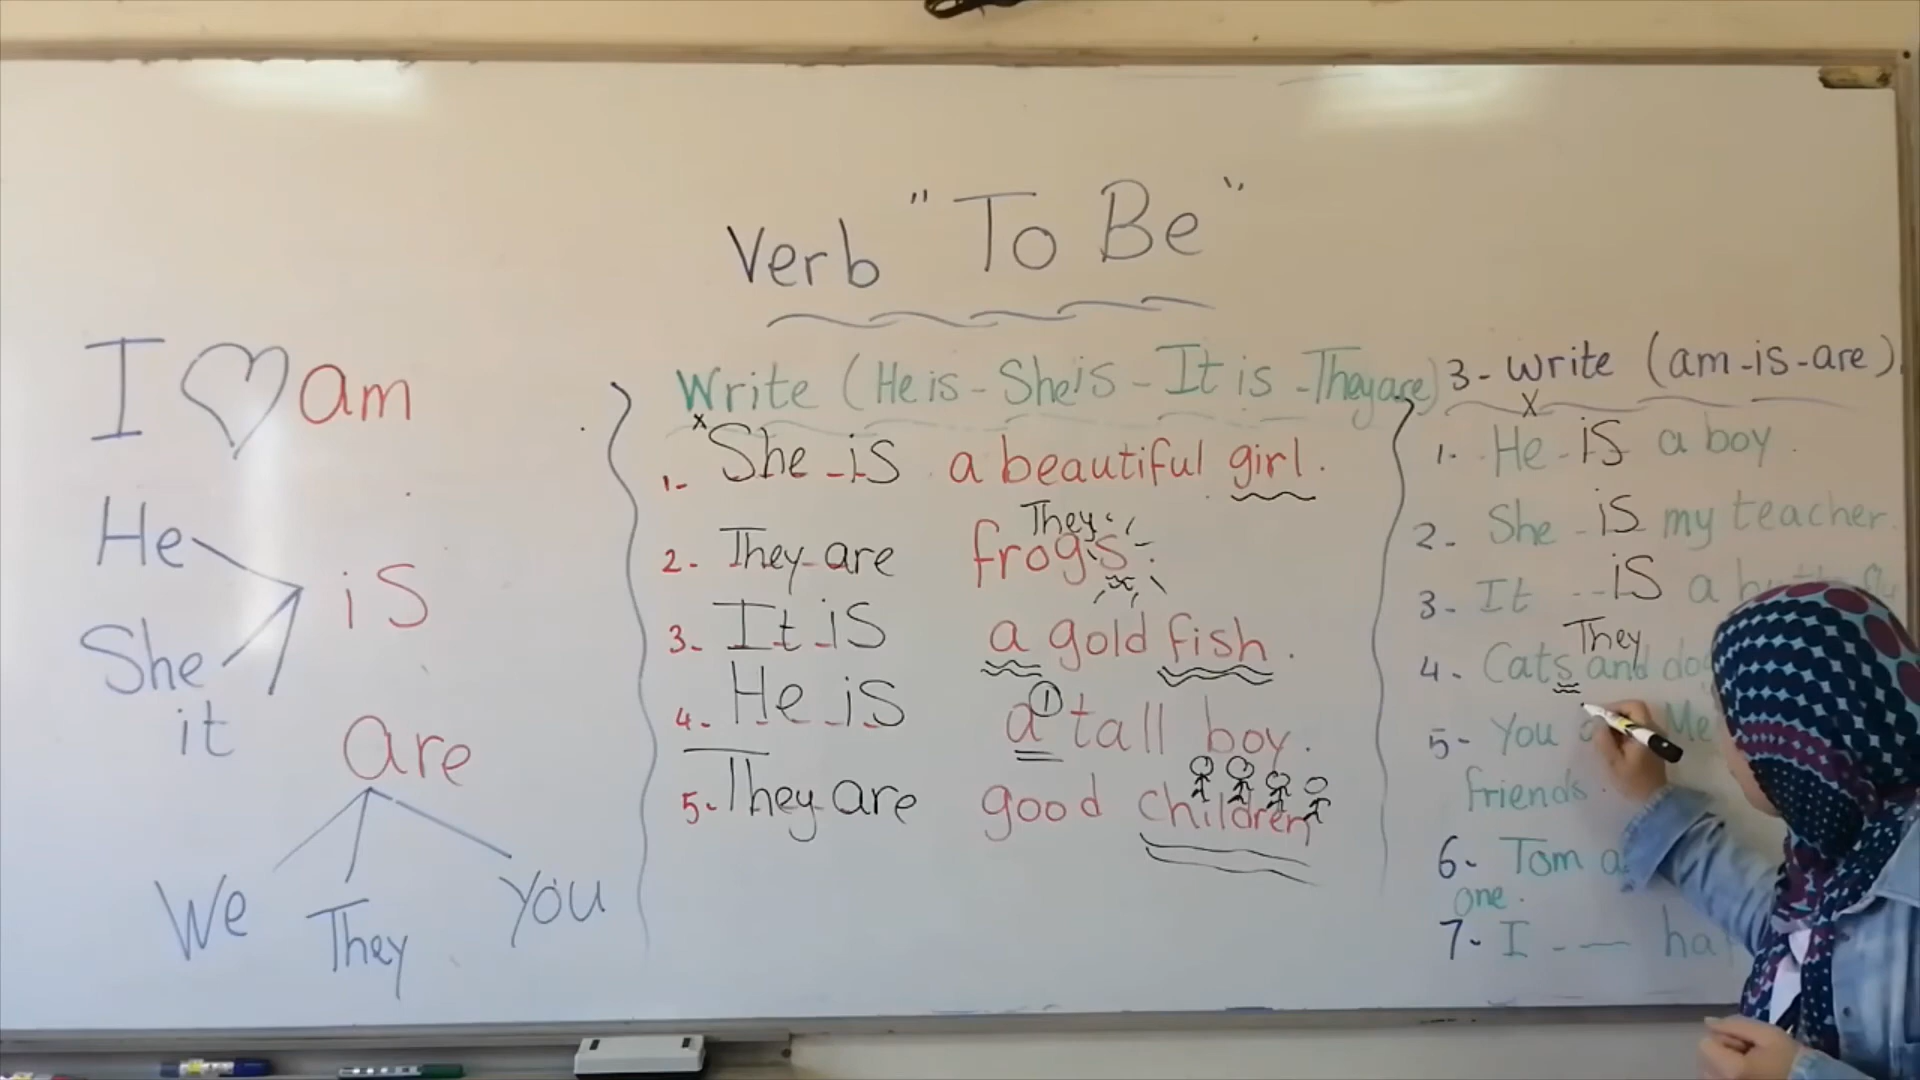 Verb "To Be"
I am
He
She
it
is
are
We They You
Write (He is - She is - It is - They are)
1- She is a beautiful girl.
They
2- They are frogs
3- It is a gold fish.
1
4- He is a tall boy.
5- They are good children
3- Write (am - is - are)
x
1- He is a boy.
2- She is my teacher.
3- It is a
They
4- Cats and
5- You Me
friends.
6- Tom
one.
7- I -- —